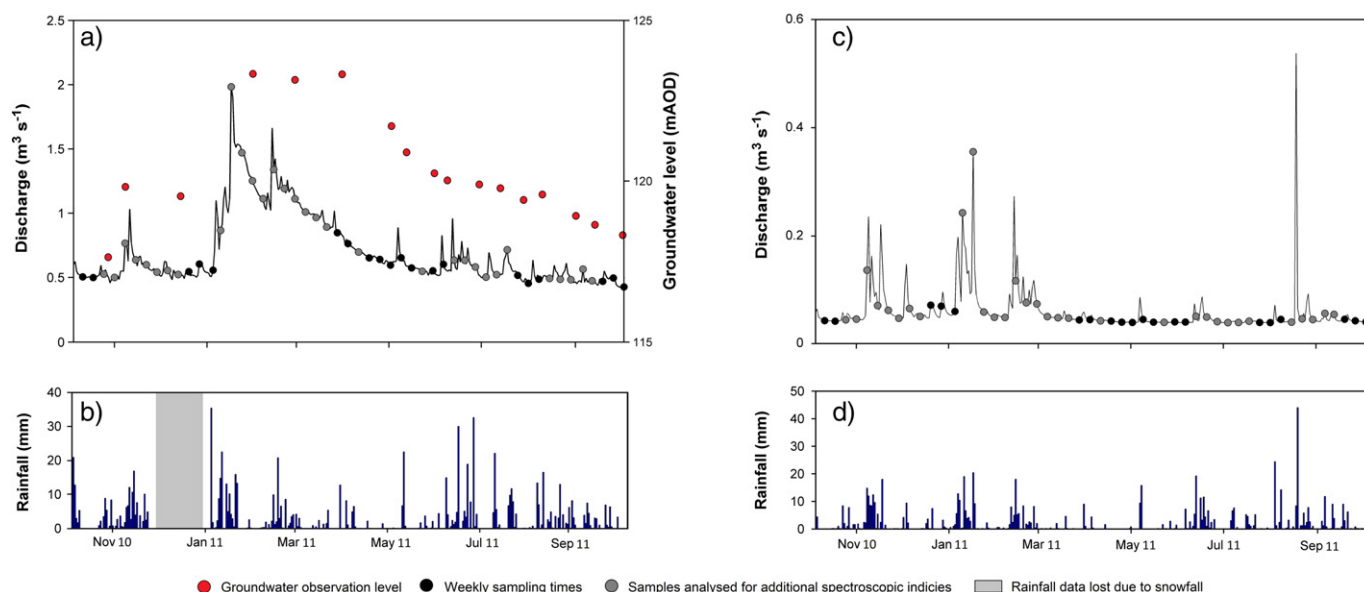 a)
Discharge (m³ s⁻¹)
2.5
2
1.5
1
0.5
0
125
120
115
Groundwater level (mAOD)
b)
Rainfall (mm)
40
30
20
10
0
Nov 10 Jan 11 Mar 11 May 11 Jul 11 Sep 11
c)
Discharge (m³ s⁻¹)
0.6
0.4
0.2
0
d)
Rainfall (mm)
50
40
30
20
10
0
Nov 10 Jan 11 Mar 11 May 11 Jul 11 Sep 11
Groundwater observation level Weekly sampling times Samples analysed for additional spectroscopic indicies Rainfall data lost due to snowfall